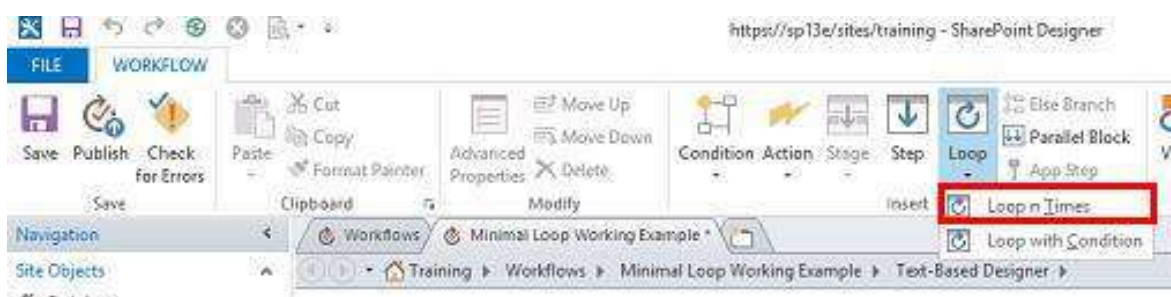 https://sp13e/sites/training - SharePoint Designer
FILE WORKFLOW
Save Publish Check for Errors
Paste Cut
Copy
Format Painter
Advanced Properties Move Up
Move Down
Delete
Condition Action Stage Step Loop Else Branch
Parallel Block
App Step
Save Clipboard Modify Insert
Loop n Times
Loop with Condition
Navigation Workflows Minimal Loop Working Example *
Site Objects Training Workflows Minimal Loop Working Example Text-Based Designer